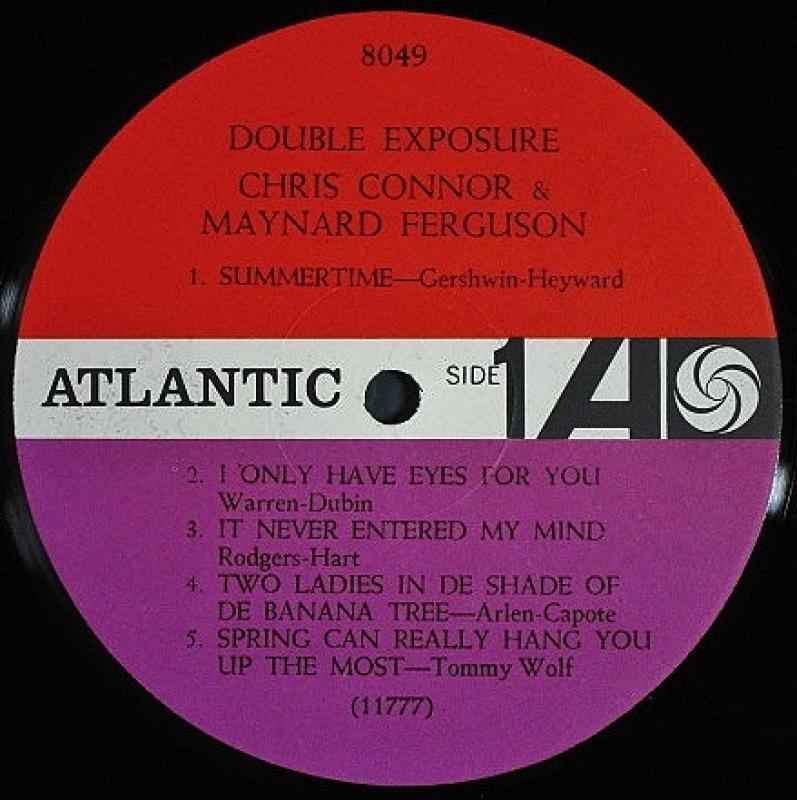 8049
DOUBLE EXPOSURE
CHRIS CONNOR &
MAYNARD FERGUSON
1. SUMMERTIME—Gershwin-Heyward
ATLANTIC SIDE 1 A
2. I ONLY HAVE EYES FOR YOU
Warren-Dubin
3. IT NEVER ENTERED MY MIND
Rodgers-Hart
4. TWO LADIES IN DE SHADE OF
DE BANANA TREE—Arlen-Capote
5. SPRING CAN REALLY HANG YOU
UP THE MOST—Tommy Wolf
(11777)